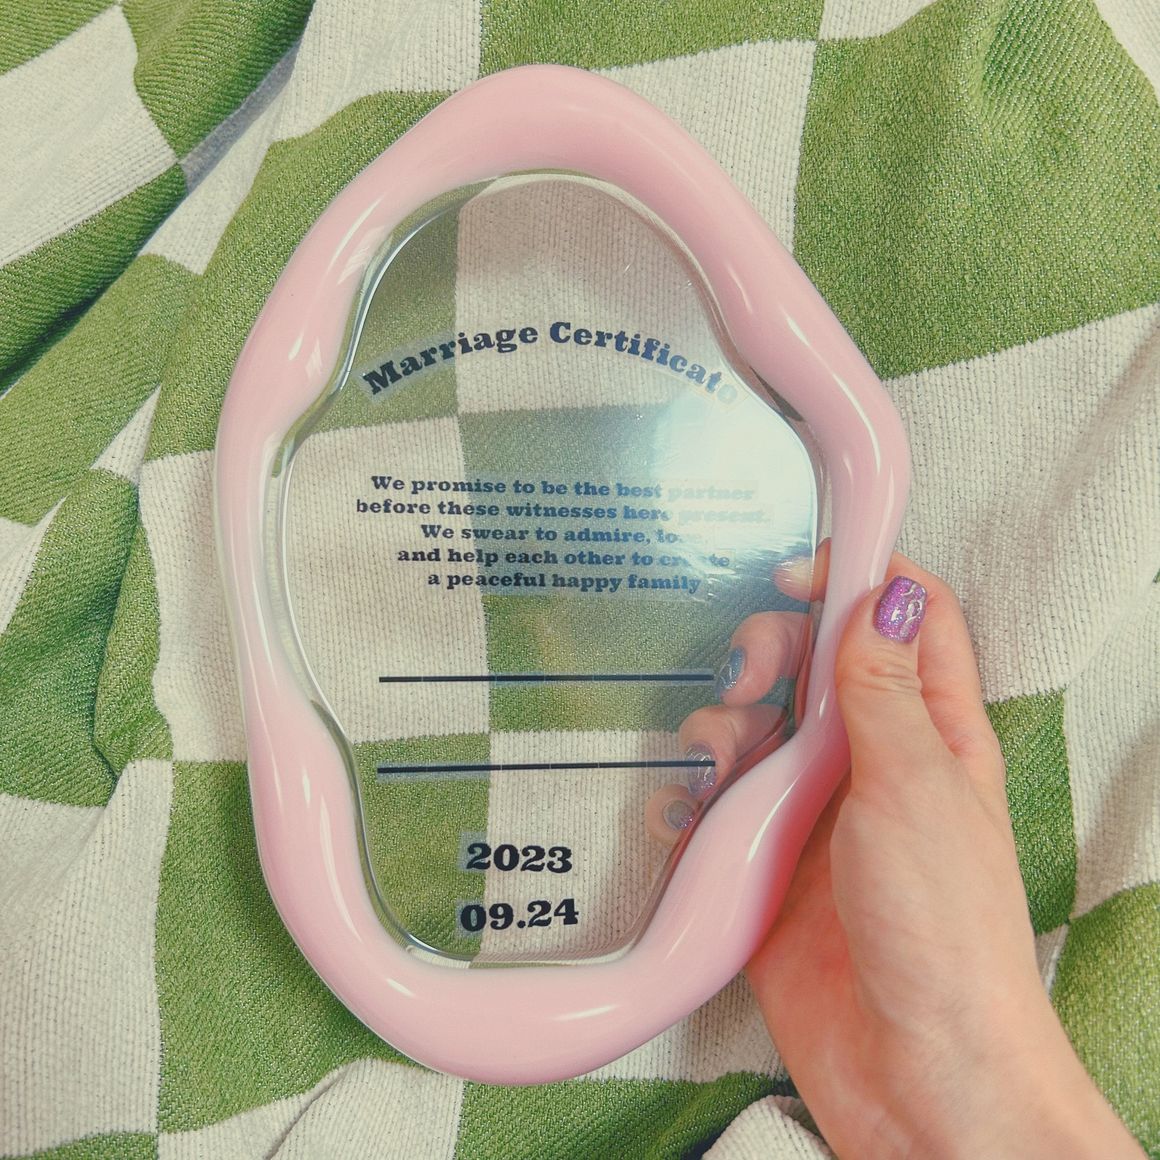 Marriage Certificate
We promise to be the best partner
before these witnesses here present.
We swear to admire, love
and help each other to create
a peaceful happy family
2023
09.24